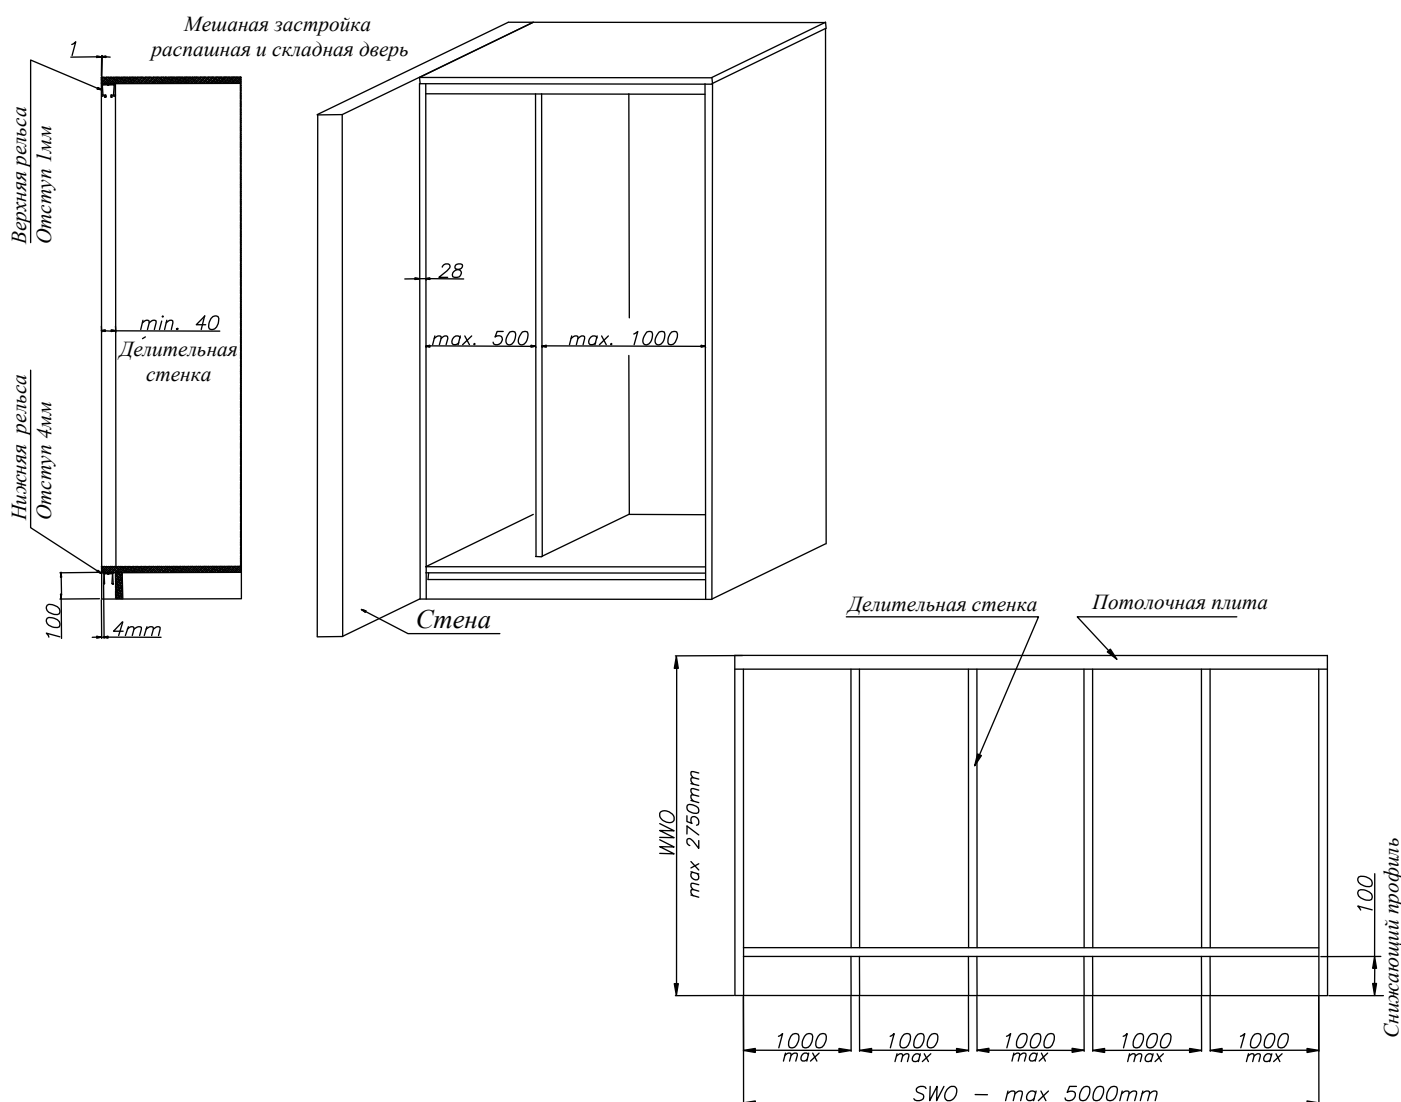 Мешаная застройка
распашная и складная дверь
1
Верхняя рельса
Отступ 1мм
28
min. 40
max. 500
max. 1000
Делительная
стенка
Нижняя рельса
Отступ 4мм
100
4mm
Стена
Делительная стенка
Потолочная плита
WWO
max 2750mm
100
Снижающий профиль
1000
max
1000
max
1000
max
1000
max
1000
max
SWO – max 5000mm